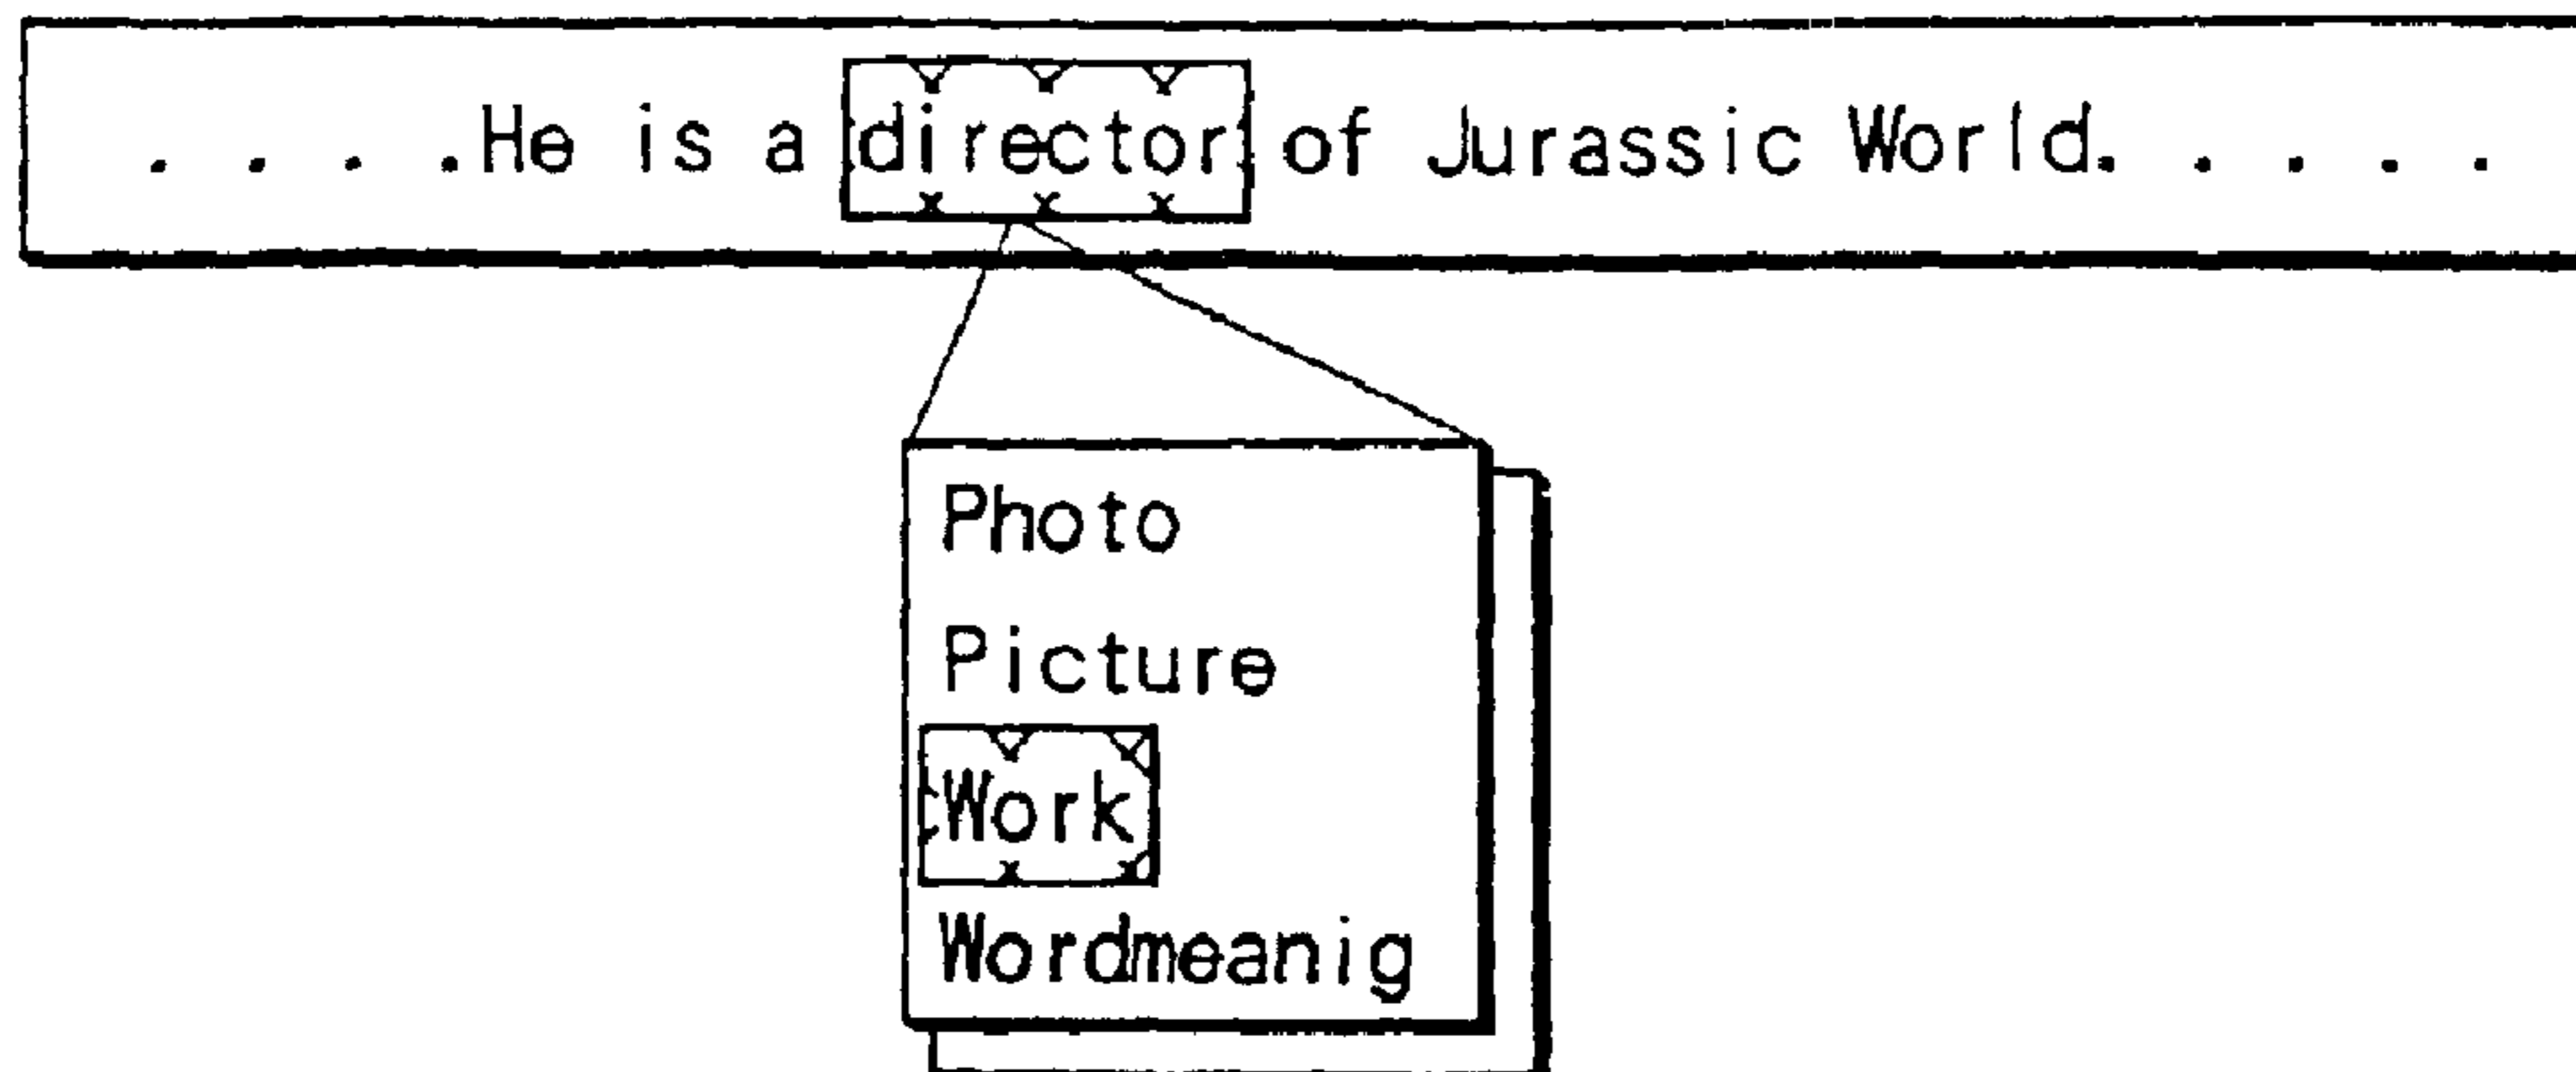 . . . .He is a director of Jurassic World. . . . .
Photo
Picture
Work
Wordmeanig